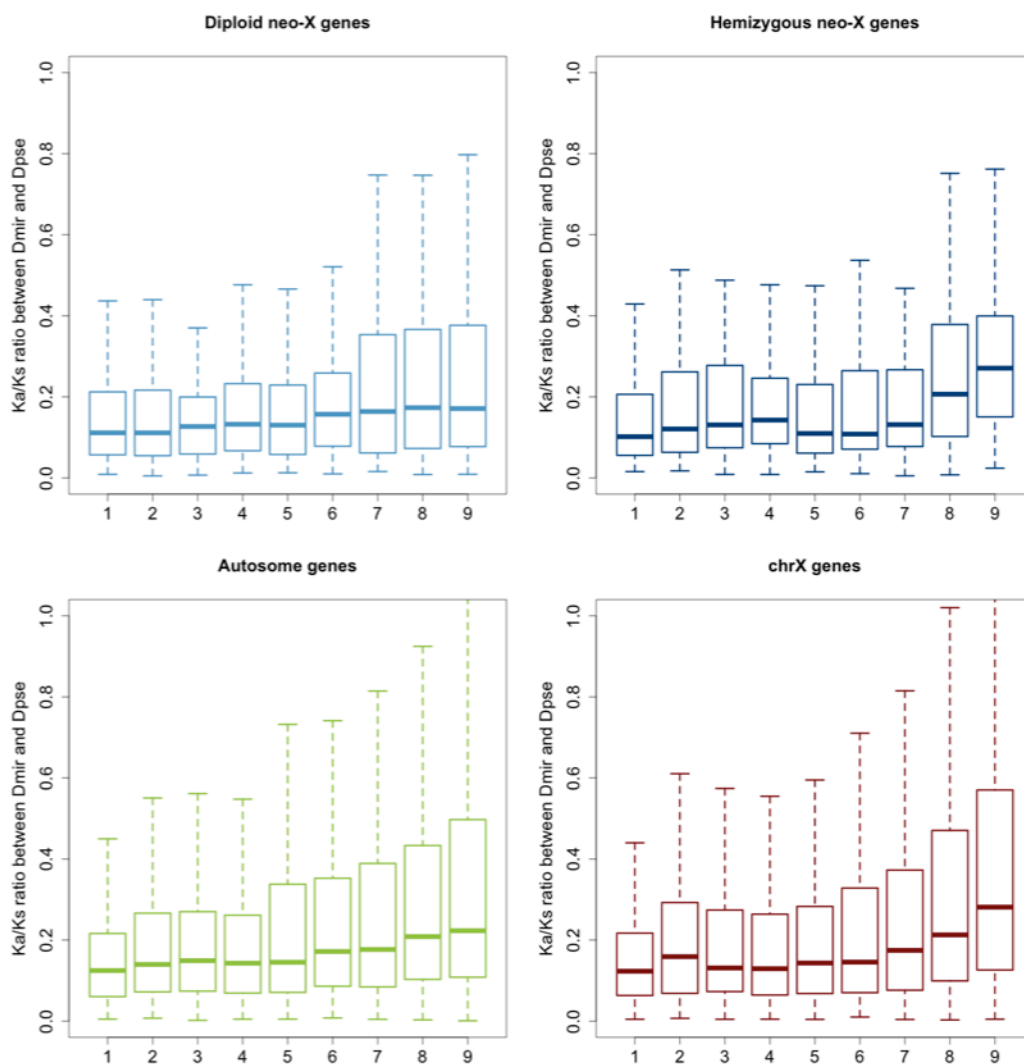 Diploid neo-X genes
Ka/Ks ratio between Dmir and Dpse
1.0
0.8
0.6
0.4
0.2
0.0
1 2 3 4 5 6 7 8 9
Hemizygous neo-X genes
Ka/Ks ratio between Dmir and Dpse
1.0
0.8
0.6
0.4
0.2
0.0
1 2 3 4 5 6 7 8 9
Autosome genes
Ka/Ks ratio between Dmir and Dpse
1.0
0.8
0.6
0.4
0.2
0.0
1 2 3 4 5 6 7 8 9
chrX genes
Ka/Ks ratio between Dmir and Dpse
1.0
0.8
0.6
0.4
0.2
0.0
1 2 3 4 5 6 7 8 9